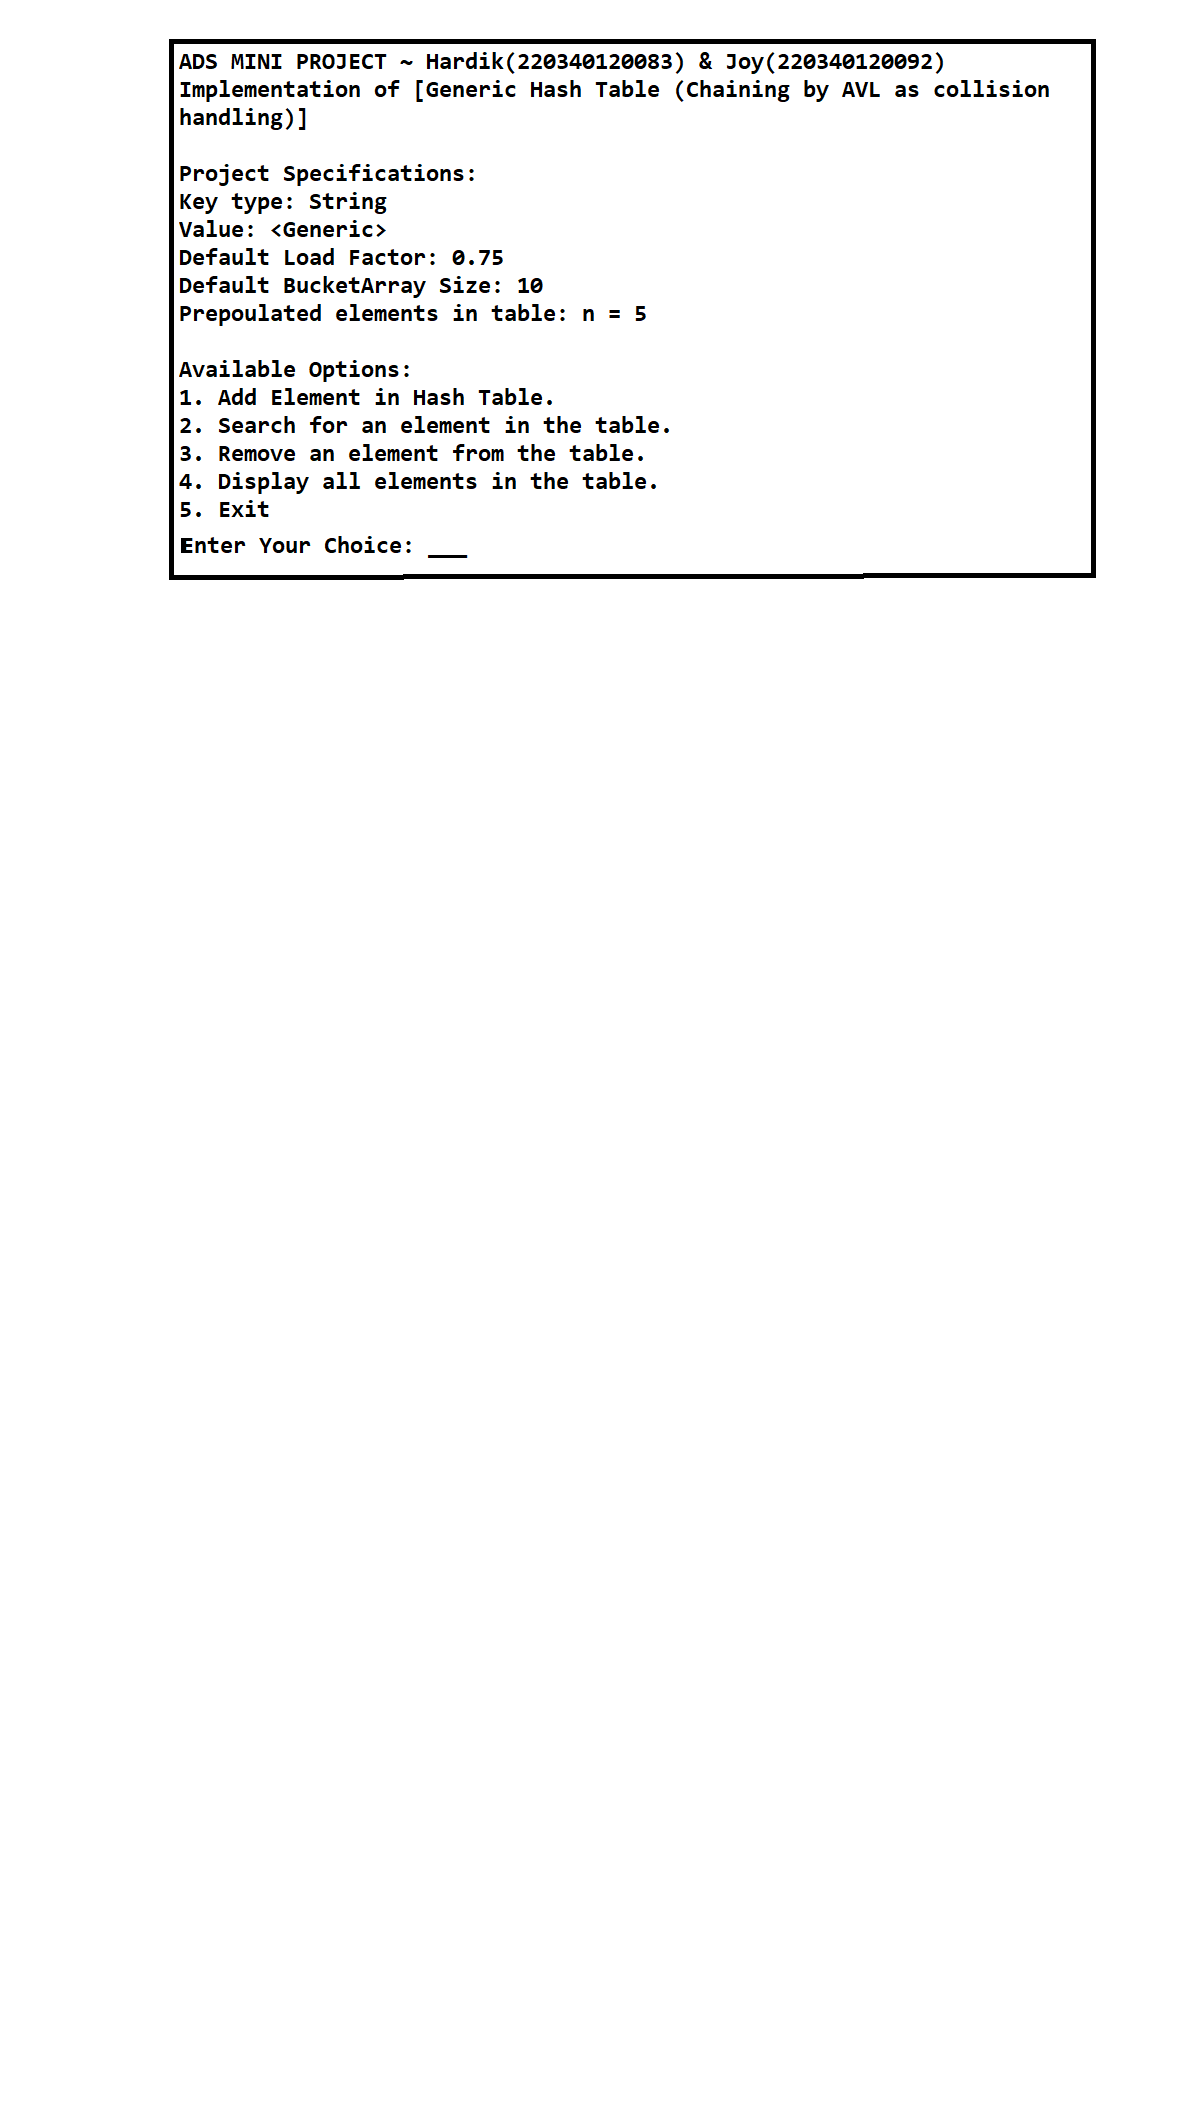 ADS MINI PROJECT ~ Hardik(220340120083) & Joy(220340120092)
Implementation of [Generic Hash Table (Chaining by AVL as collision
handling)]
Project Specifications:
Key type: String
Value: <Generic>
Default Load Factor: 0.75
Default BucketArray Size: 10
Prepoulated elements in table: n = 5
Available Options:
1. Add Element in Hash Table.
2. Search for an element in the table.
3. Remove an element from the table.
4. Display all elements in the table.
5. Exit
Enter Your Choice: ___